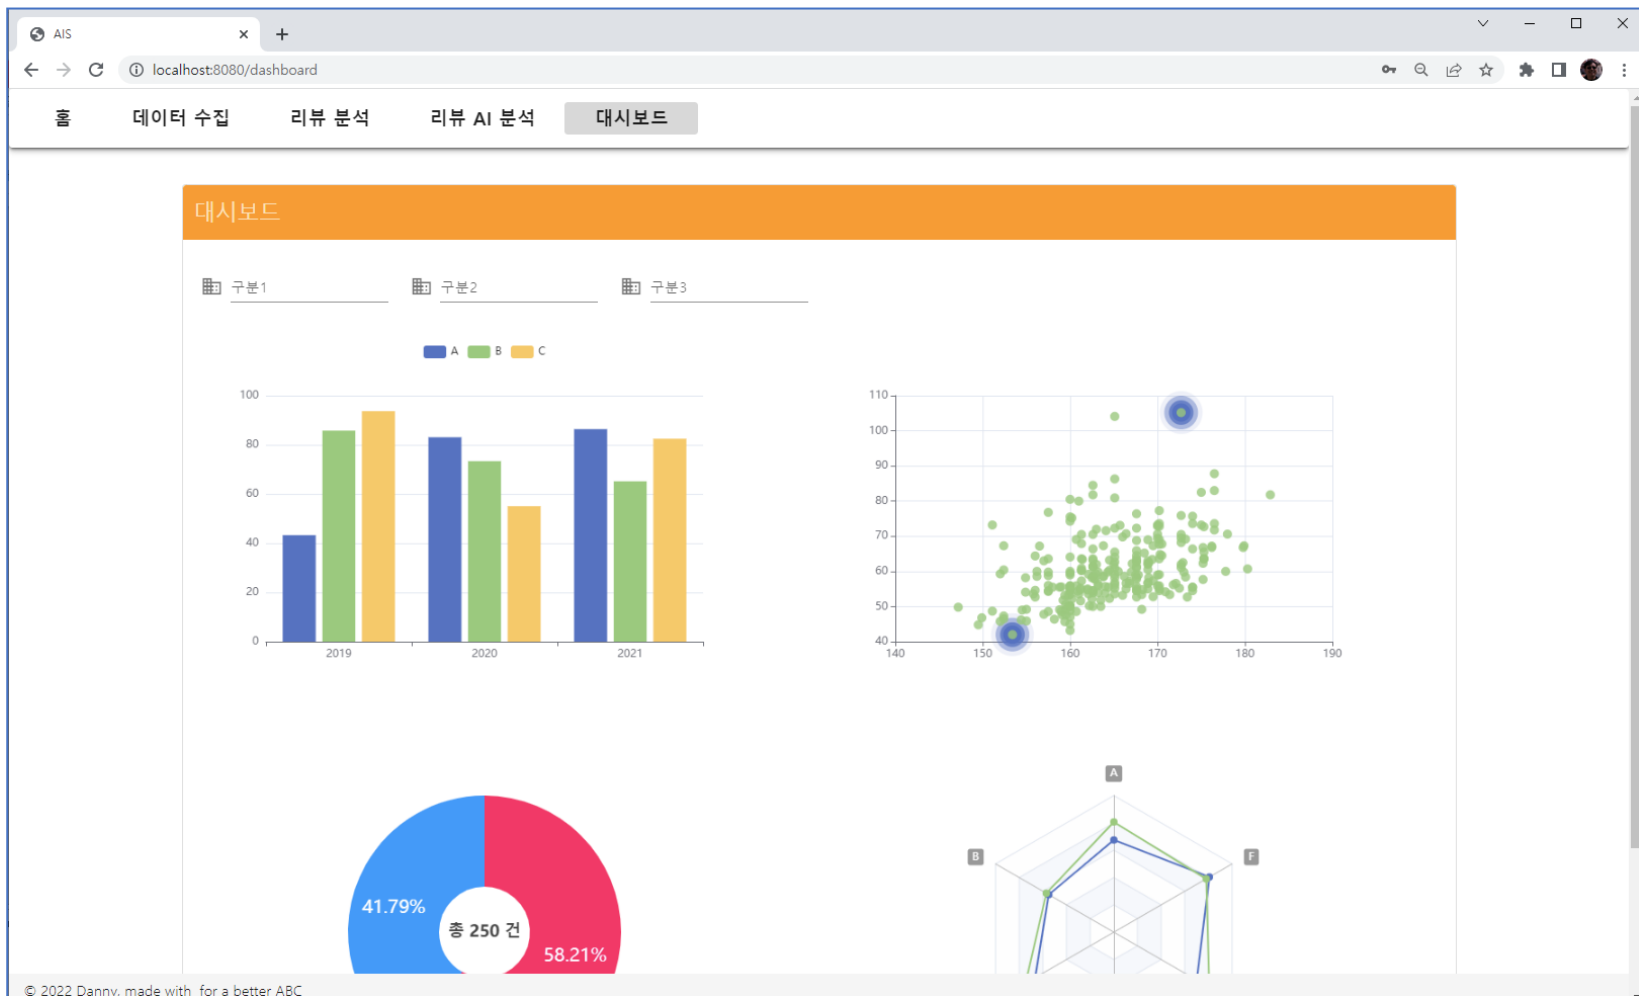 AIS
localhost:8080/dashboard
홈 데이터 수집 리뷰 분석 리뷰 AI 분석 대시보드
대시보드
구분1 구분2 구분3
A B C
100
80
60
40
20
0
2019 2020 2021
110
100
90
80
70
60
50
40
140 150 160 170 180 190
41.79%
총 250 건
58.21%
A
B
F
© 2022 Danny, made with for a better ABC